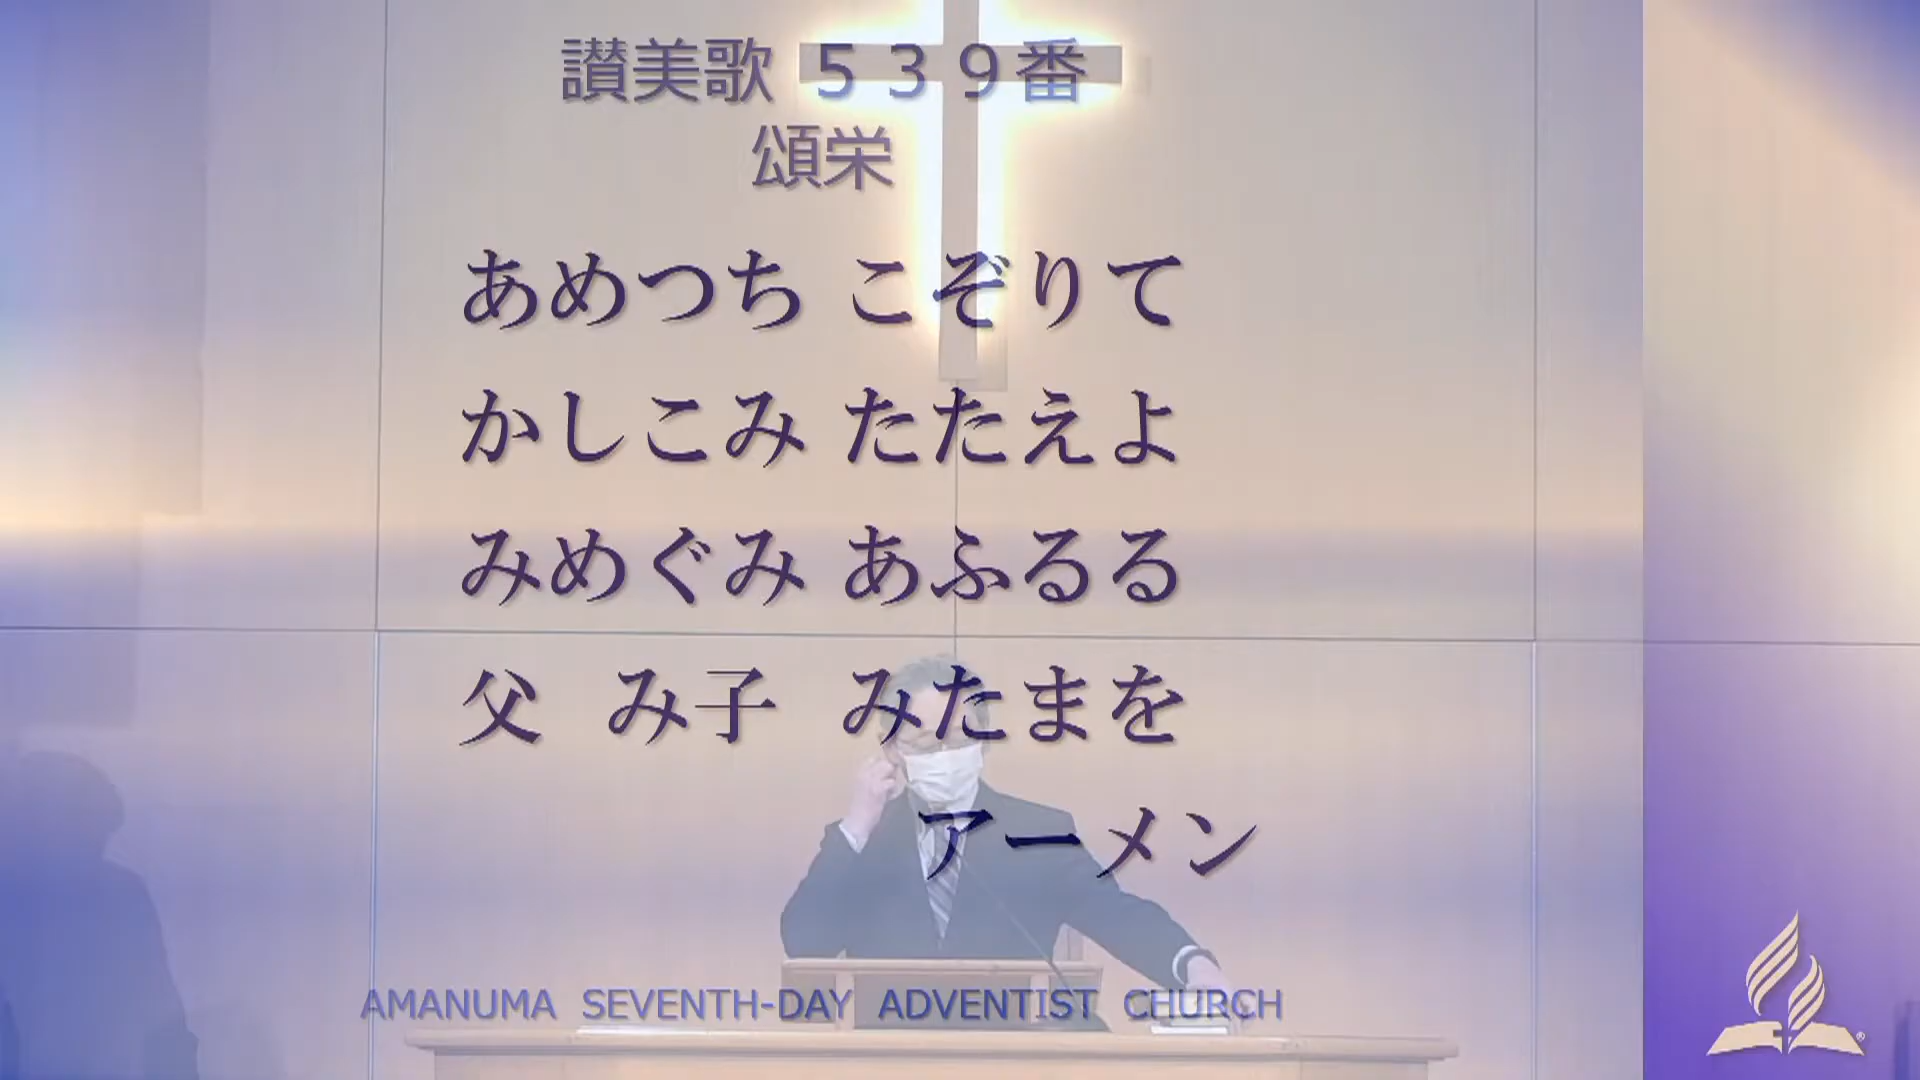 讃美歌 ５３９番
頌栄
あめつち こぞりて
かしこみ たたえよ
みめぐみ あふるる
父 み子 みたまを
アーメン
AMANUMA SEVENTH-DAY ADVENTIST CHURCH